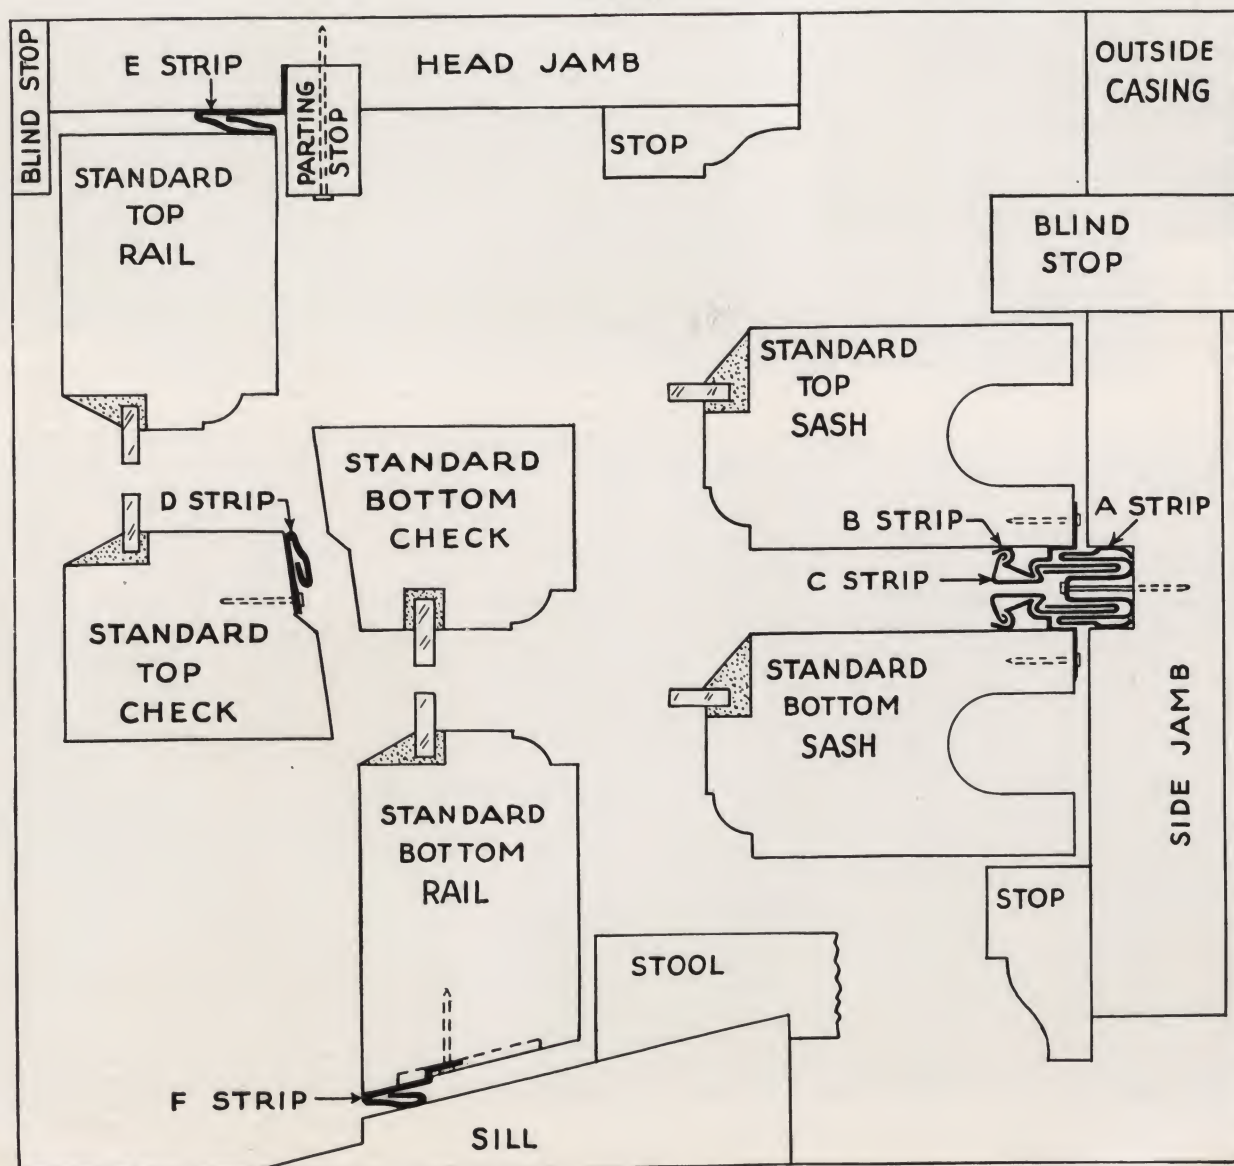 BLIND STOP
E STRIP
HEAD JAMB
PARTING
STOP
STOP
OUTSIDE
CASING
STANDARD
TOP
RAIL
BLIND
STOP
STANDARD
TOP
SASH
D STRIP
STANDARD
BOTTOM
CHECK
B STRIP
A STRIP
C STRIP
STANDARD
TOP
CHECK
STANDARD
BOTTOM
SASH
SIDE JAMB
STANDARD
BOTTOM
RAIL
STOP
STOOL
F STRIP
SILL